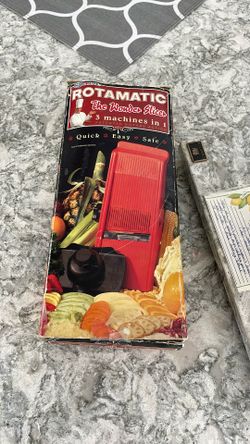 ROTAMATIC
The Wonder Slicer
3 machines in 1
Quick Easy Safe